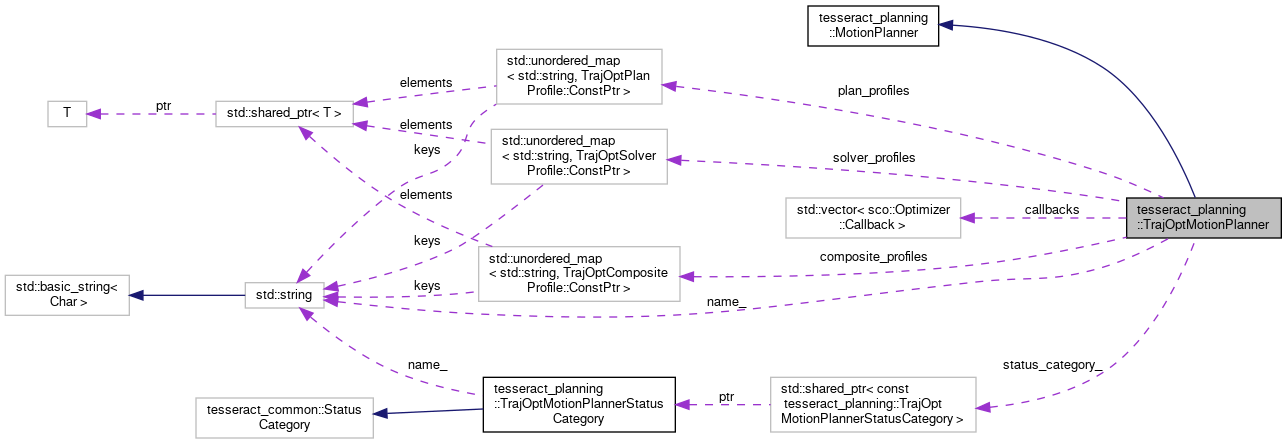 tesseract_planning
::MotionPlanner
std::unordered_map
< std::string, TrajOptPlan
Profile::ConstPtr >
elements
plan_profiles
T
ptr
std::shared_ptr< T >
elements
keys
std::unordered_map
< std::string, TrajOptSolver
Profile::ConstPtr >
solver_profiles
elements
std::vector< sco::Optimizer
::Callback >
callbacks
tesseract_planning
::TrajOptMotionPlanner
keys
std::unordered_map
< std::string, TrajOptComposite
Profile::ConstPtr >
composite_profiles
std::basic_string<
Char >
std::string
keys
name_
name_
status_category_
tesseract_planning
::TrajOptMotionPlannerStatus
Category
ptr
std::shared_ptr< const
tesseract_planning::TrajOpt
MotionPlannerStatusCategory >
tesseract_common::Status
Category